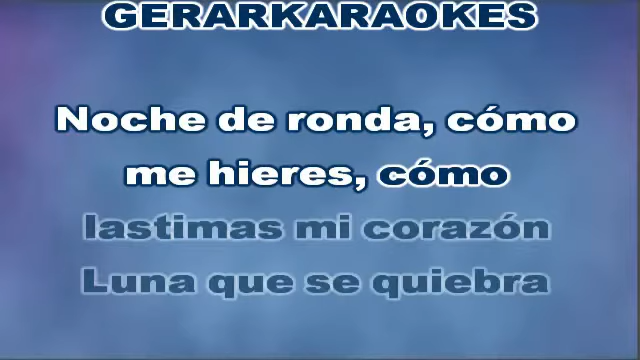 GERARKARAOKES
Noche de ronda, cómo
me hieres, cómo
lastimas mi corazón
Luna que se quiebra